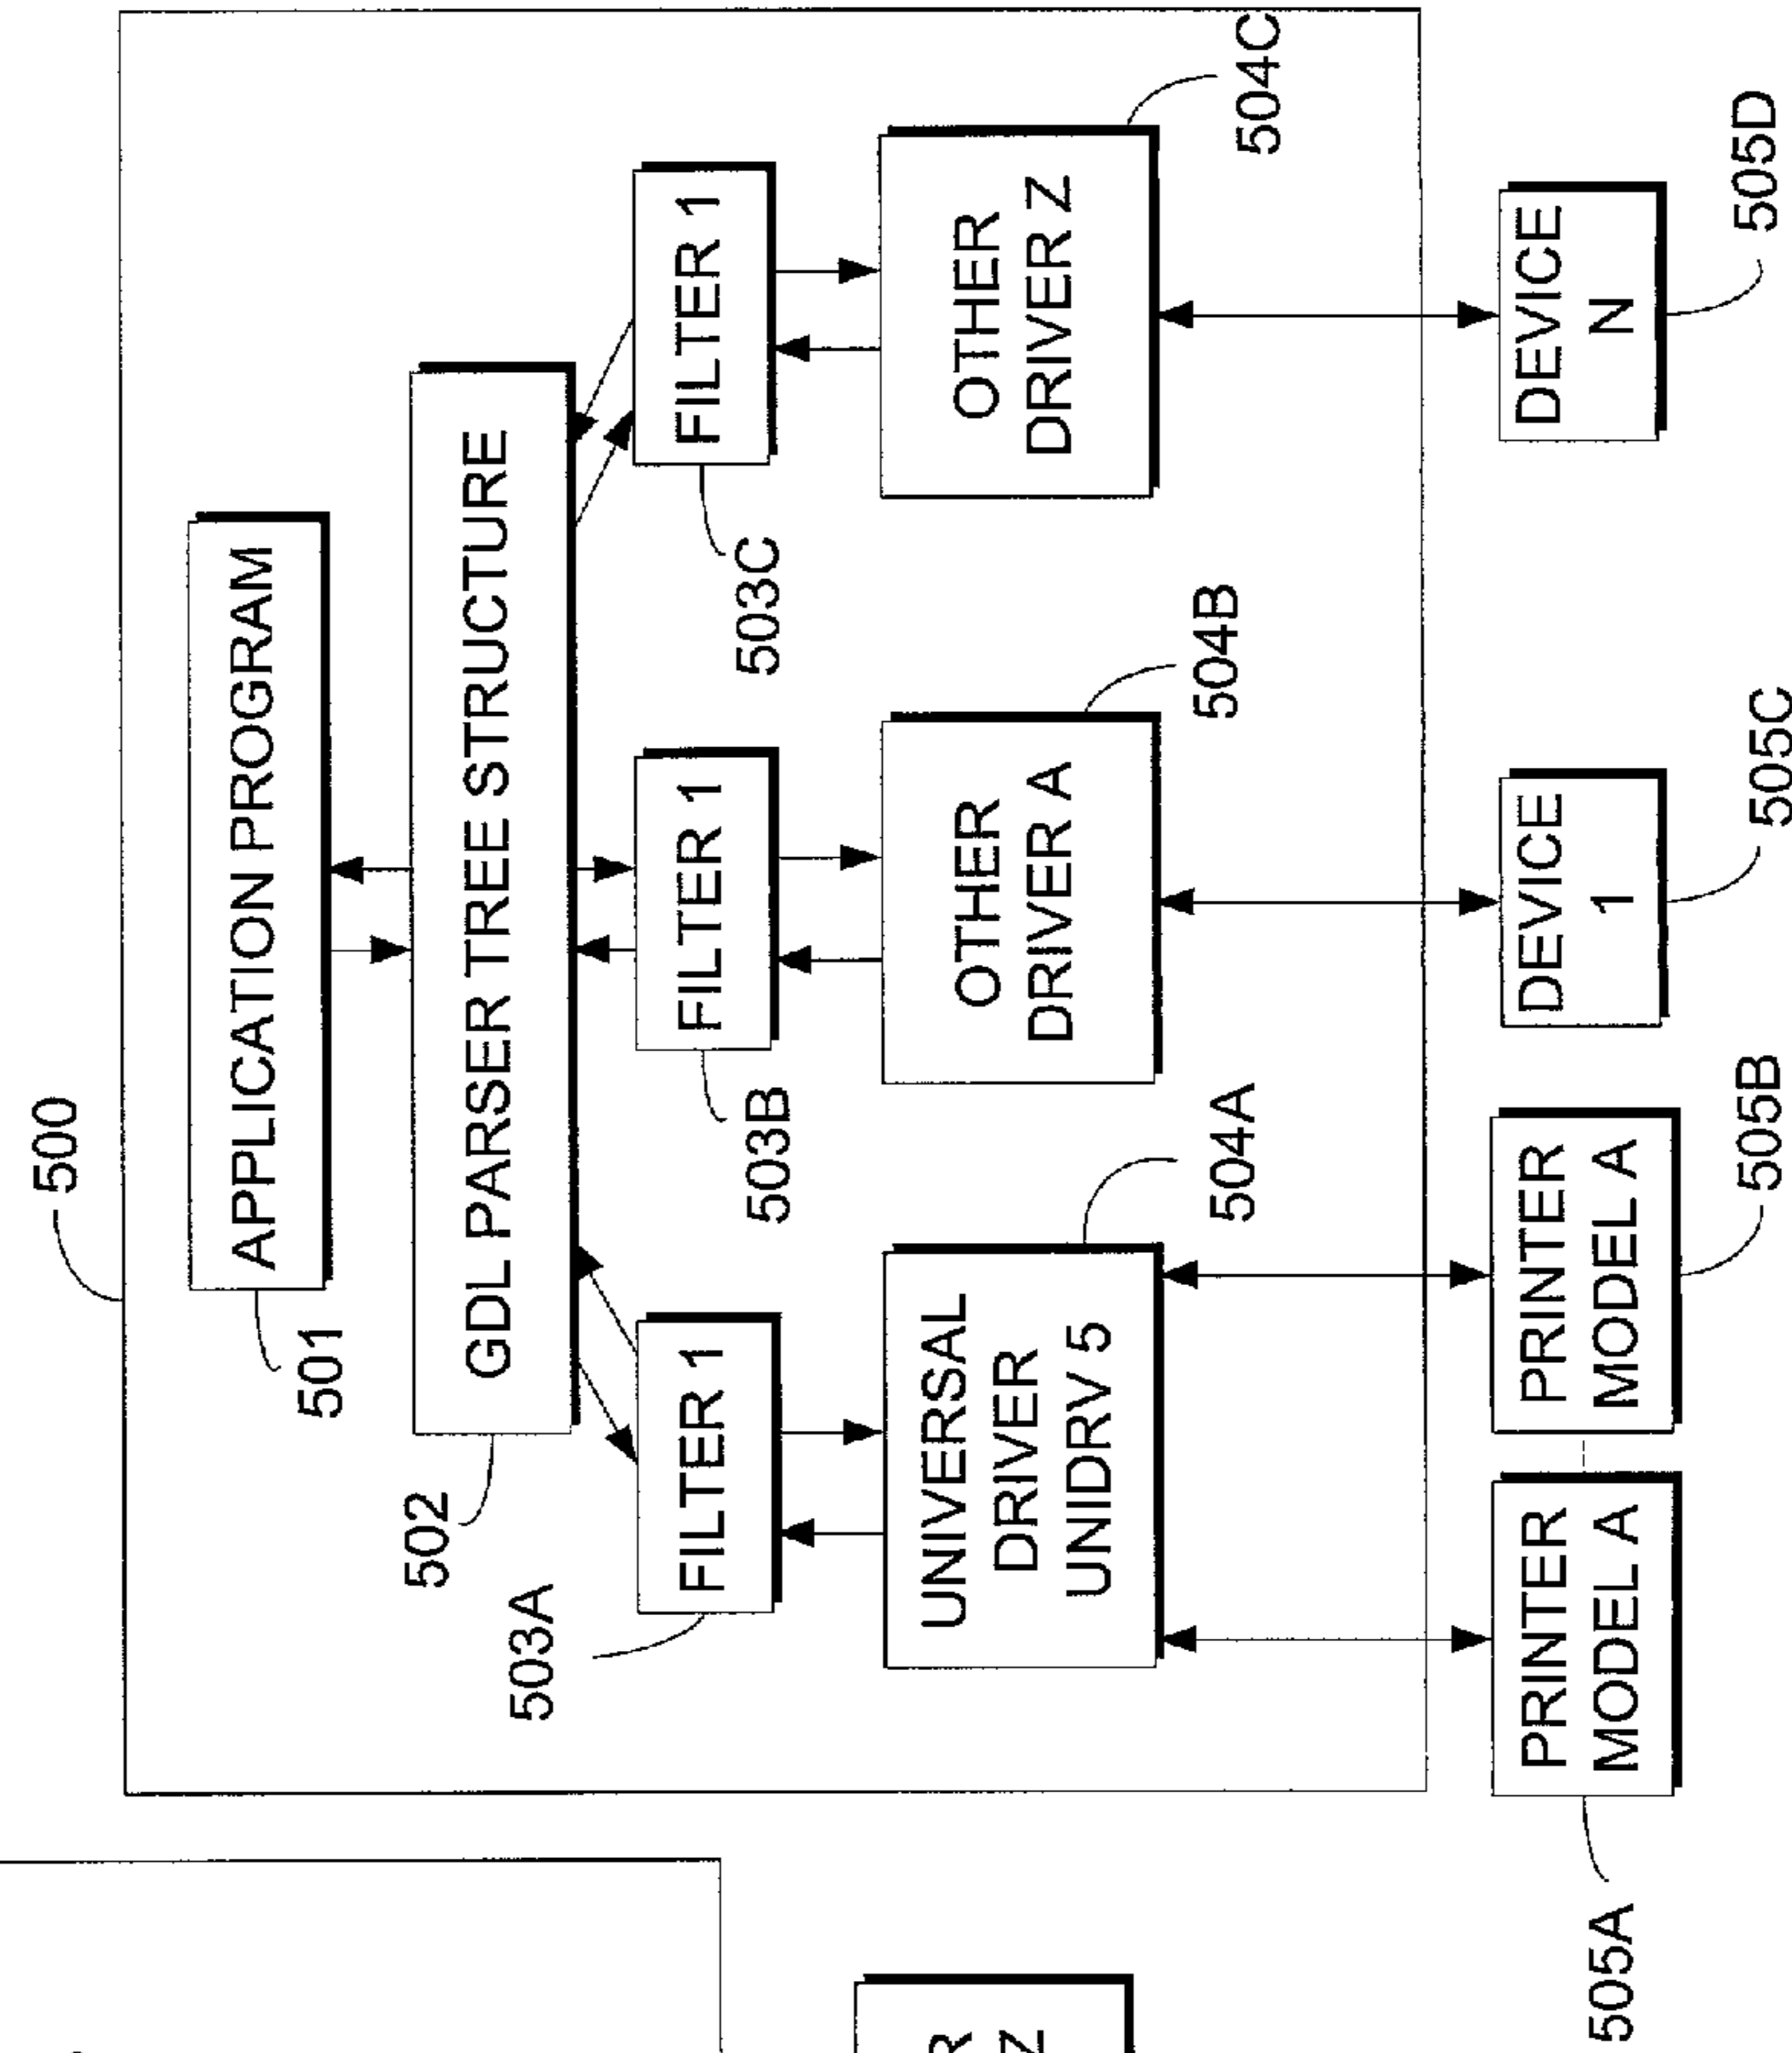 500
APPLICATION PROGRAM
501
GDL PARSER TREE STRUCTURE
502
FILTER 1
503A
FILTER 1
503B
FILTER 1
503C
UNIVERSAL
DRIVER
UNIDRV 5
504A
OTHER
DRIVER A
504B
OTHER
DRIVER Z
504C
PRINTER
MODEL A
505A
PRINTER
MODEL A
505B
DEVICE
1
505C
DEVICE
N
505D
R
Z